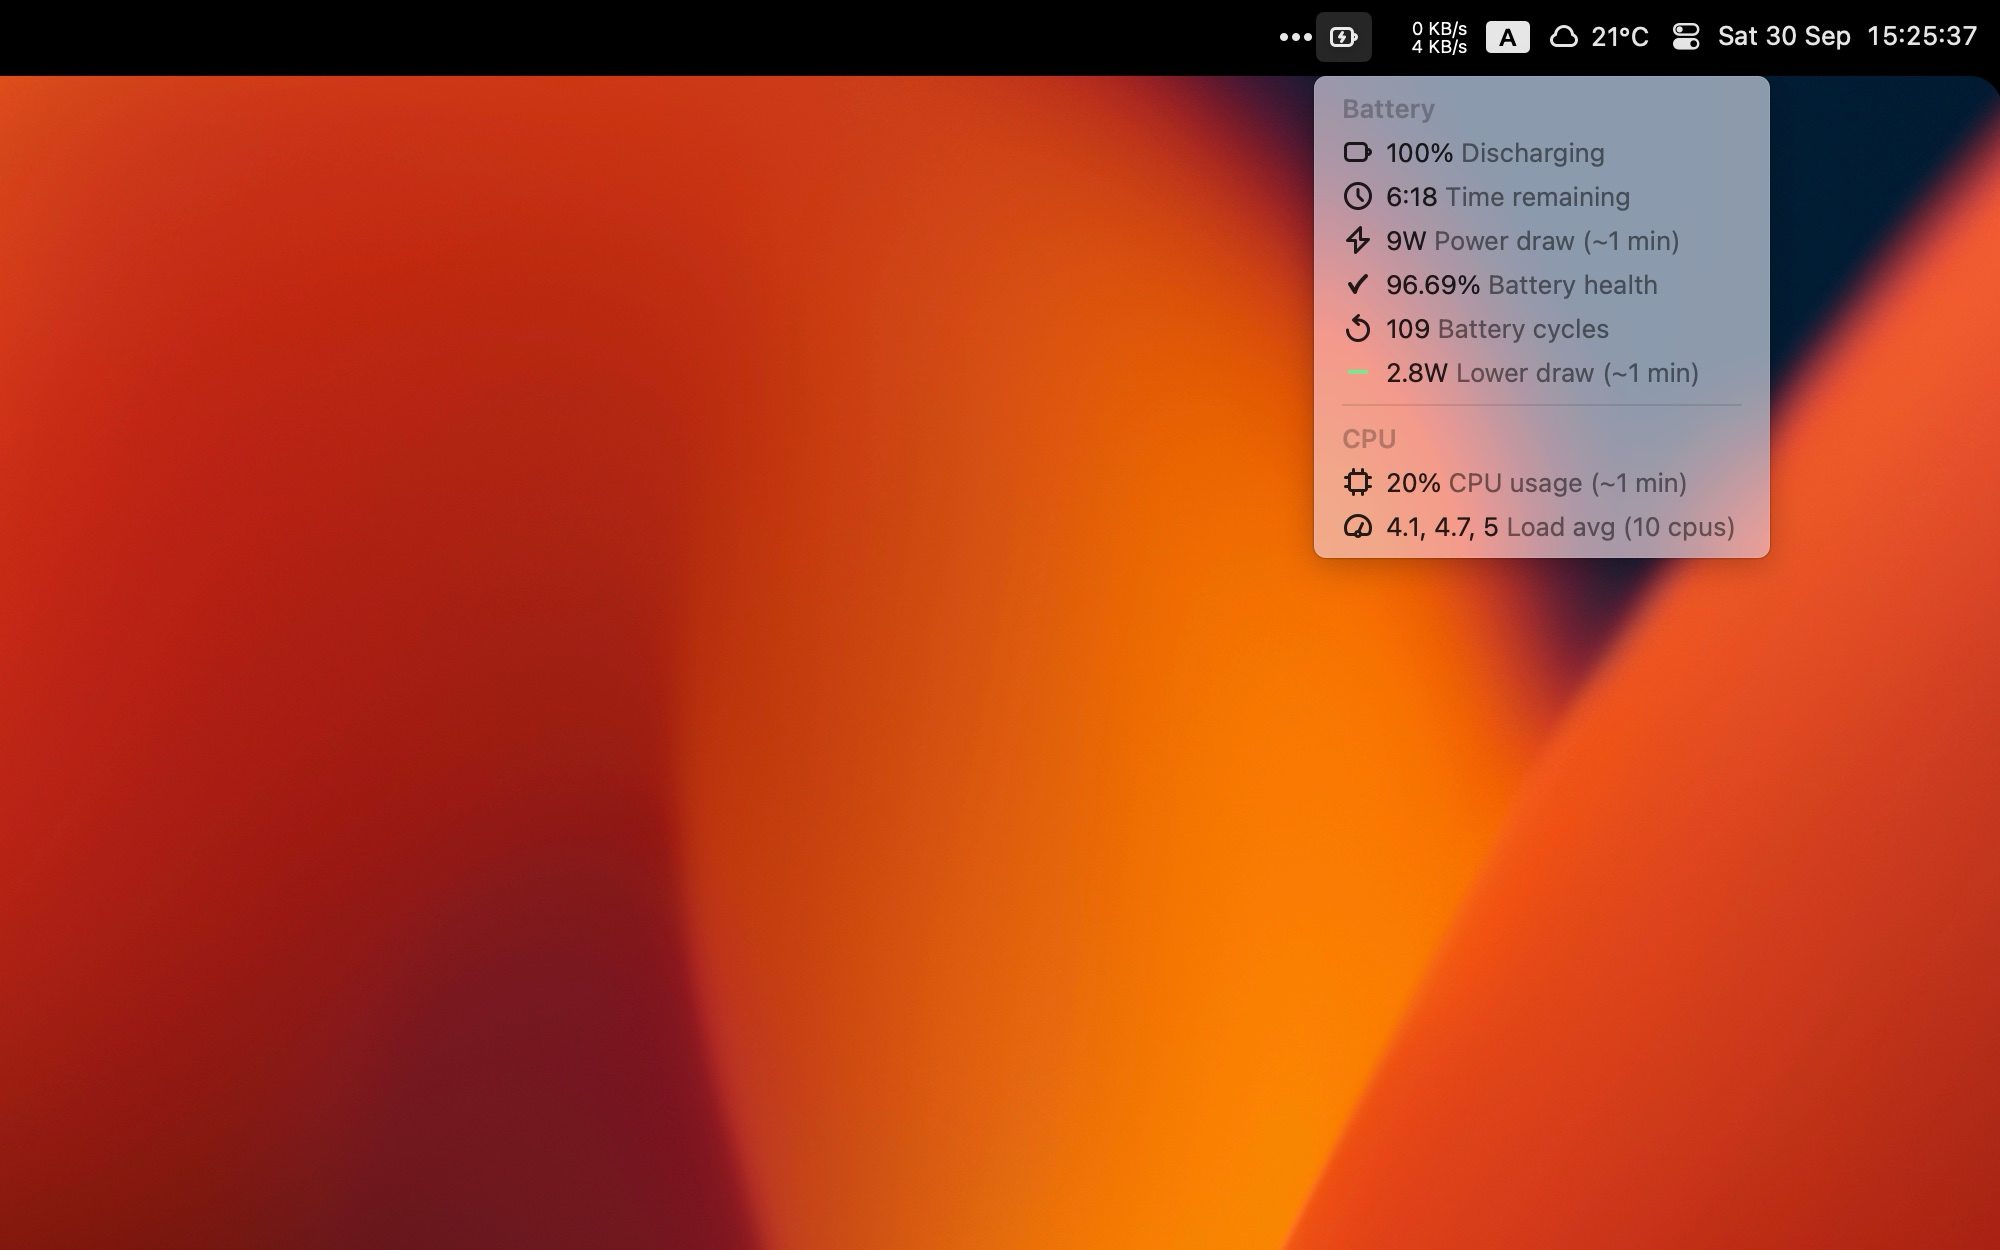 0 KB/s
4 KB/s
A
21°C
Sat 30 Sep 15:25:37
Battery
100% Discharging
6:18 Time remaining
9W Power draw (~1 min)
96.69% Battery health
109 Battery cycles
2.8W Lower draw (~1 min)
CPU
20% CPU usage (~1 min)
4.1, 4.7, 5 Load avg (10 cpus)